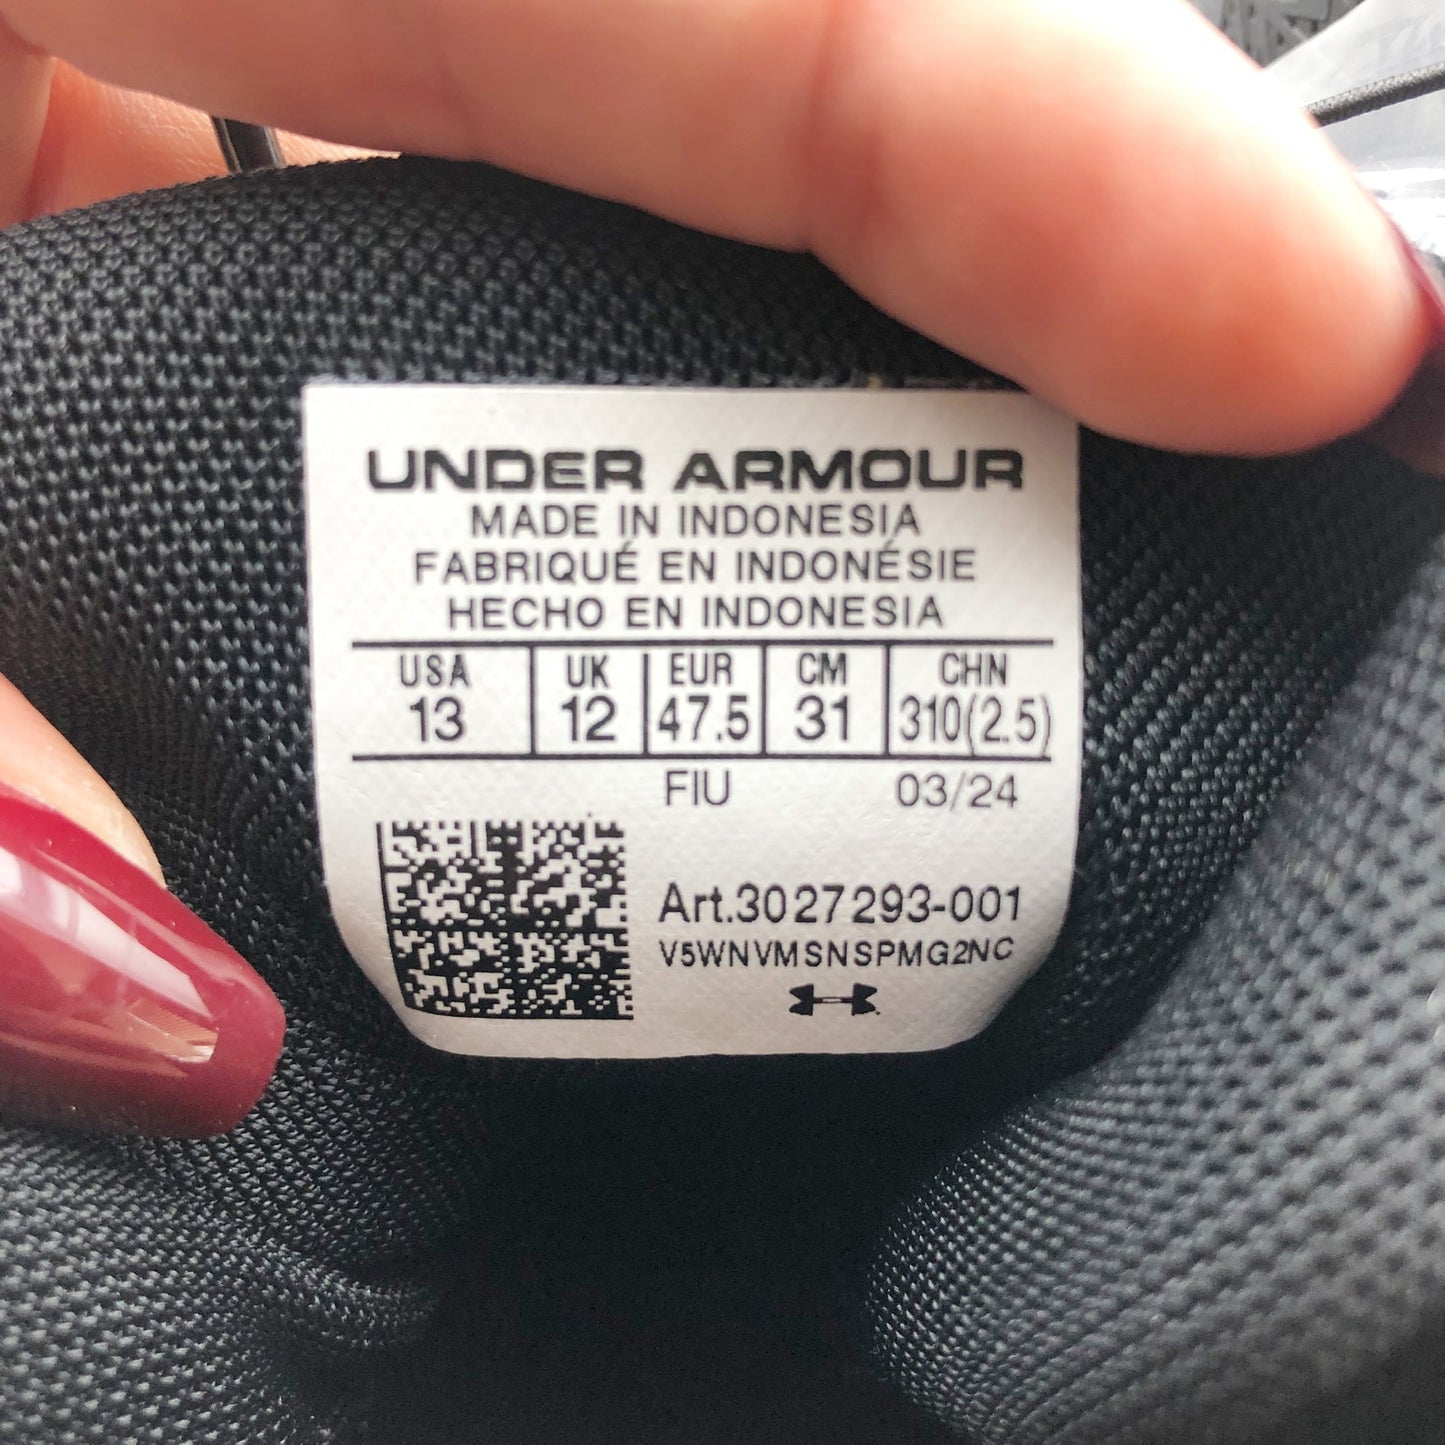 UNDER ARMOUR
MADE IN INDONESIA
FABRIQUÉ EN INDONÉSIE
HECHO EN INDONESIA
USA UK EUR CM CHN
13 12 47.5 31 310(2.5)
FIU 03/24
Art.3027293-001
V5WNVMSNSPMG2NC